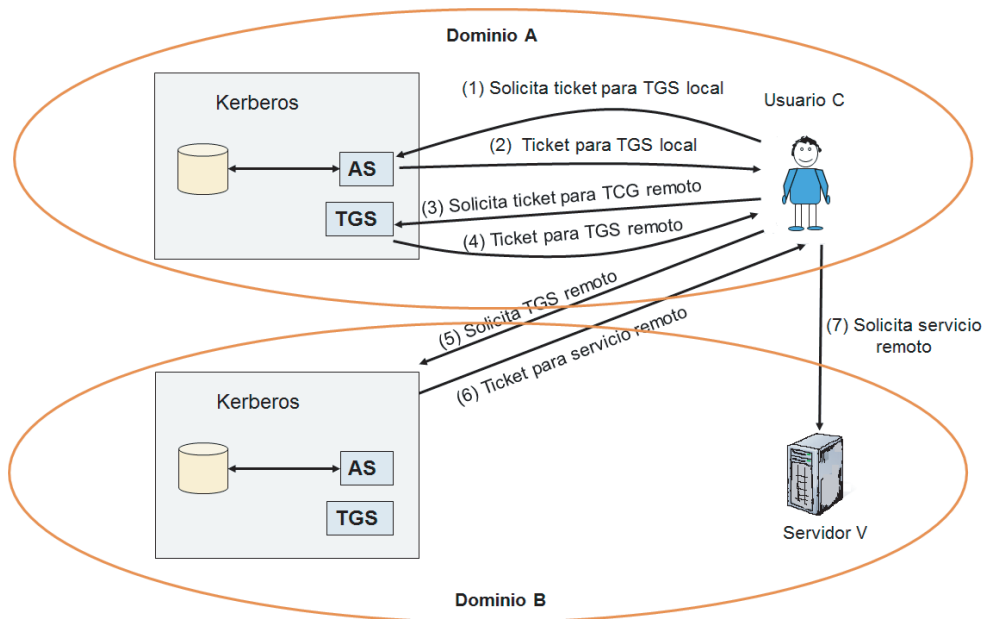 Dominio A
Kerberos
(1) Solicita ticket para TGS local
Usuario C
(2) Ticket para TGS local
AS
(3) Solicita ticket para TCG remoto
TGS
(4) Ticket para TGS remoto
(5) Solicita TGS remoto
(6) Ticket para servicio remoto
(7) Solicita servicio
remoto
Kerberos
AS
TGS
Servidor V
Dominio B